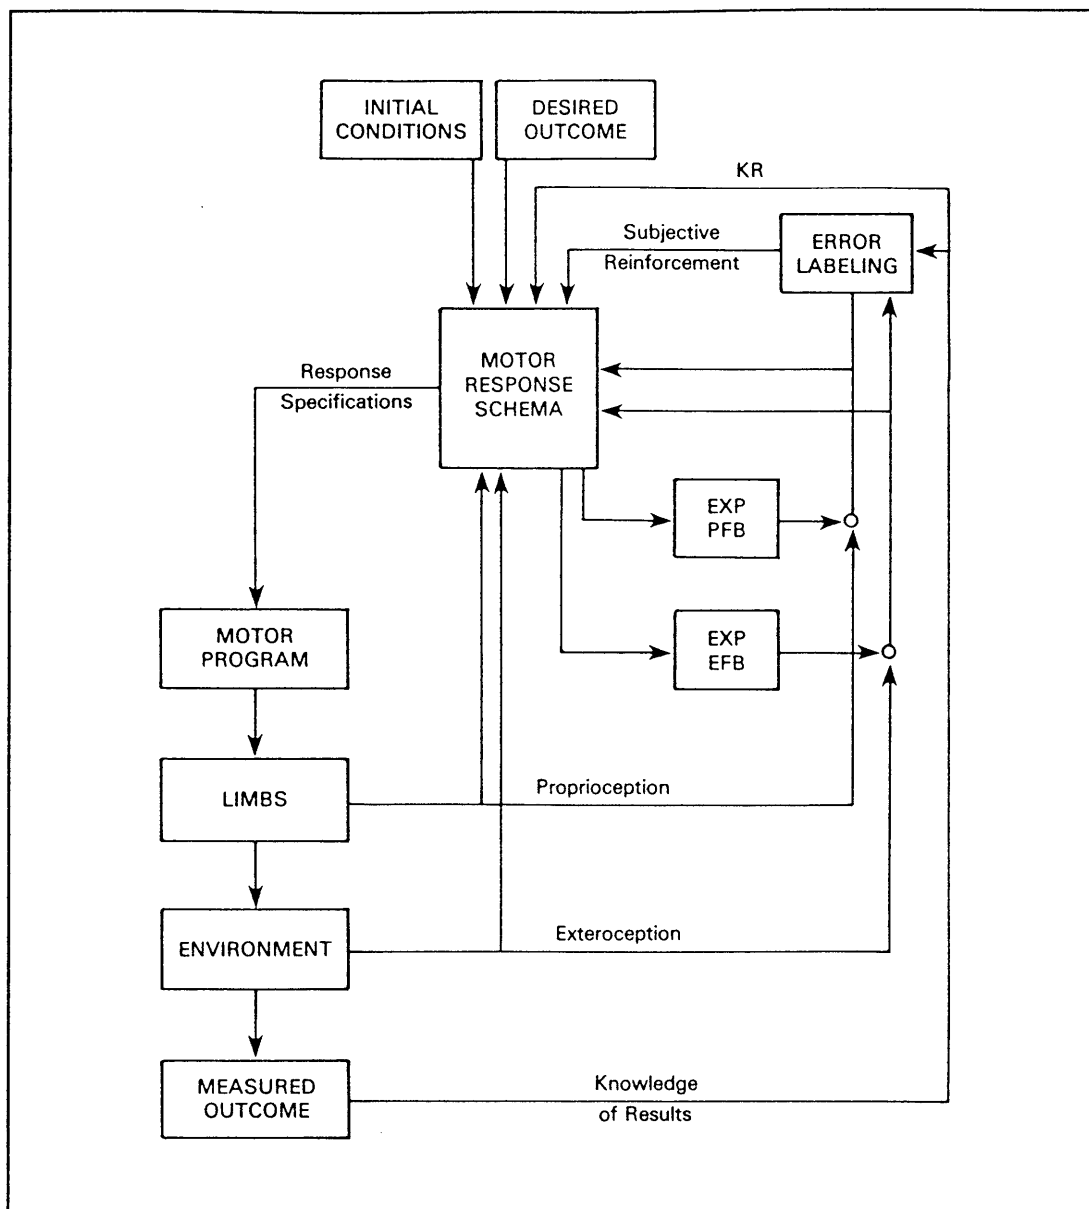 INITIAL
CONDITIONS
DESIRED
OUTCOME
KR
Subjective
Reinforcement
ERROR
LABELING
MOTOR
RESPONSE
SCHEMA
Response
Specifications
EXP
PFB
EXP
EFB
MOTOR
PROGRAM
LIMBS
Proprioception
ENVIRONMENT
Exteroception
MEASURED
OUTCOME
Knowledge
of Results